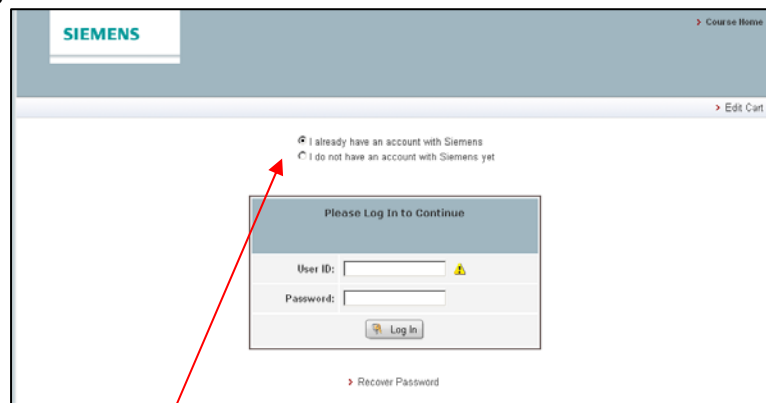 SIEMENS
Course Home
Edit Cart
I already have an account with Siemens
I do not have an account with Siemens yet
Please Log In to Continue
User ID:
Password:
Log In
Recover Password